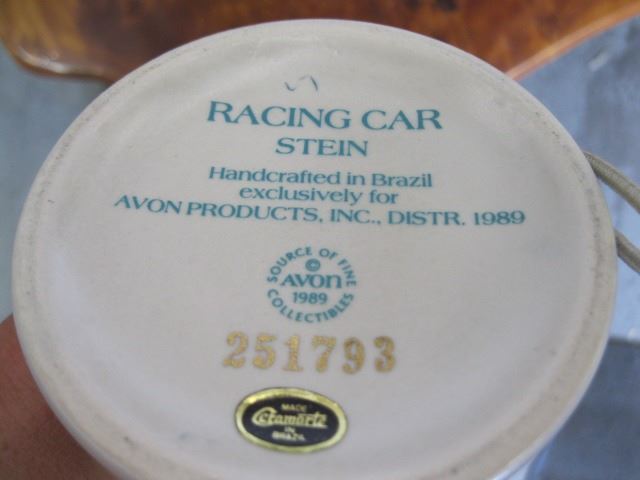 RACING CAR
STEIN
Handcrafted in Brazil
exclusively for
AVON PRODUCTS, INC., DISTR. 1989
SOURCE OF FINE
©
AVON
1989
COLLECTIBLES
251793
MADE
Ceramarte
IN
BRAZIL